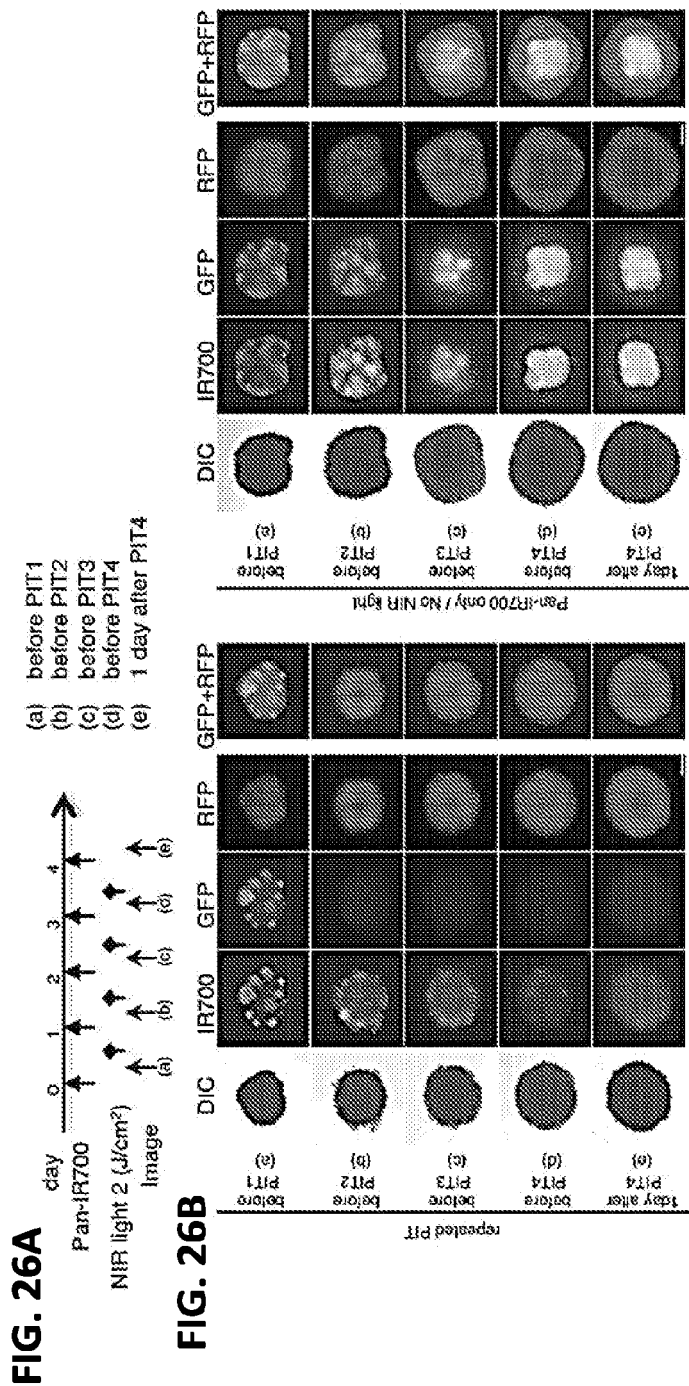 FIG. 26A
day
0 1 2 3 4
Pan-IR700
NIR light 2 (J/cm²)
Image
(a) (b) (c) (d) (e)
(a) before PIT1
(b) before PIT2
(c) before PIT3
(d) before PIT4
(e) 1 day after PIT4
FIG. 26B
DIC IR700 GFP RFP GFP+RFP
repeated PIT
before PIT1 (a)
before PIT2 (b)
before PIT3 (c)
before PIT4 (d)
1day after PIT4 (e)
DIC IR700 GFP RFP GFP+RFP
Pan-IR700 only / No NIR light
before PIT1 (a)
before PIT2 (b)
before PIT3 (c)
before PIT4 (d)
1day after PIT4 (e)